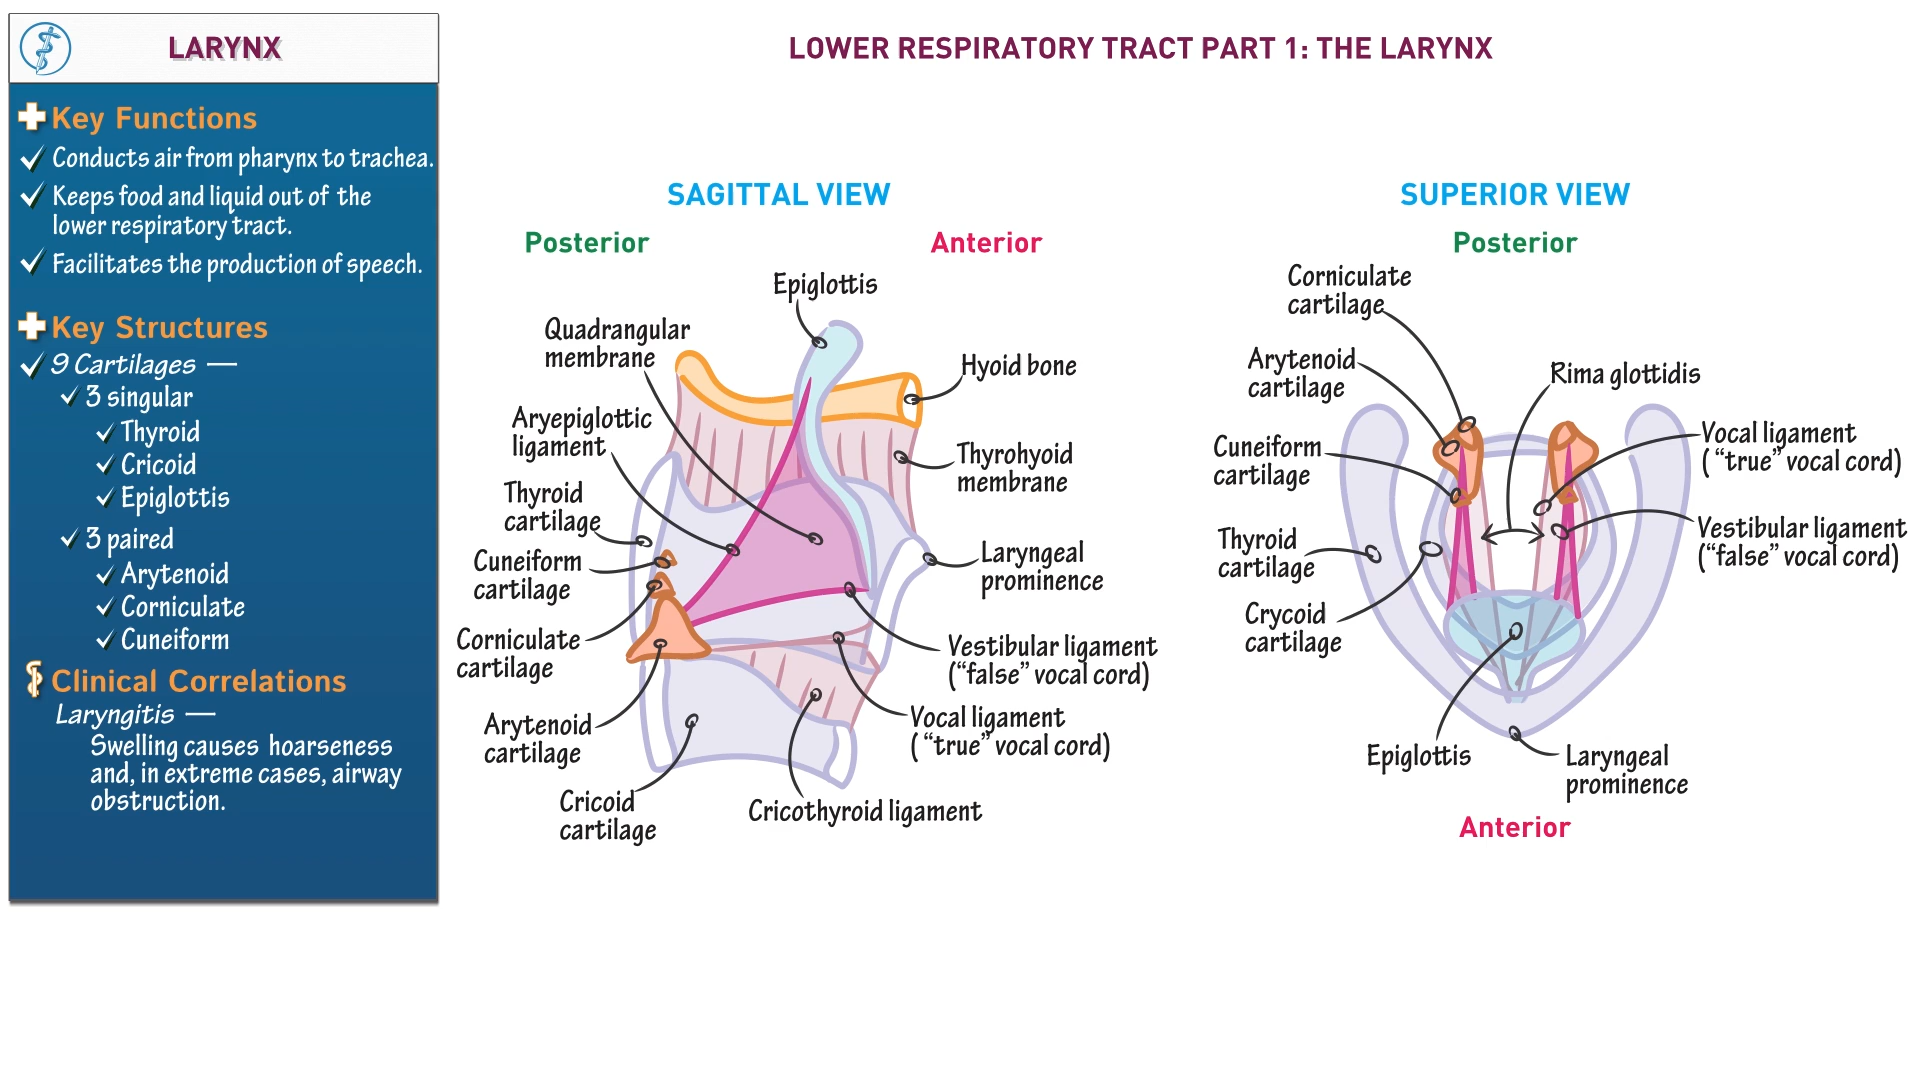 LARYNX
Key Functions
Conducts air from pharynx to trachea.
Keeps food and liquid out of the
lower respiratory tract.
Facilitates the production of speech.
Key Structures
9 Cartilages —
3 singular
Thyroid
Cricoid
Epiglottis
3 paired
Arytenoid
Corniculate
Cuneiform
Clinical Correlations
Laryngitis —
Swelling causes hoarseness
and, in extreme cases, airway
obstruction.
LOWER RESPIRATORY TRACT PART 1: THE LARYNX
SAGITTAL VIEW
Posterior
Anterior
Epiglottis
Quadrangular
membrane
Hyoid bone
Aryepiglottic
ligament
Thyrohyoid
membrane
Thyroid
cartilage
Cuneiform
cartilage
Laryngeal
prominence
Corniculate
cartilage
Vestibular ligament
(“false” vocal cord)
Arytenoid
cartilage
Vocal ligament
( “true” vocal cord)
Cricoid
cartilage
Cricothyroid ligament
SUPERIOR VIEW
Posterior
Corniculate
cartilage
Arytenoid
cartilage
Rima glottidis
Cuneiform
cartilage
Vocal ligament
( “true” vocal cord)
Thyroid
cartilage
Vestibular ligament
(“false” vocal cord)
Crycoid
cartilage
Epiglottis
Laryngeal
prominence
Anterior